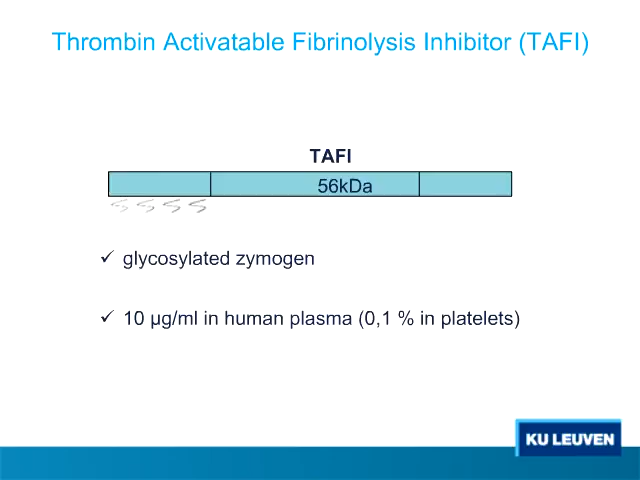 Thrombin Activatable Fibrinolysis Inhibitor (TAFI)
TAFI
56kDa
✓ glycosylated zymogen
✓ 10 µg/ml in human plasma (0,1 % in platelets)
KU LEUVEN